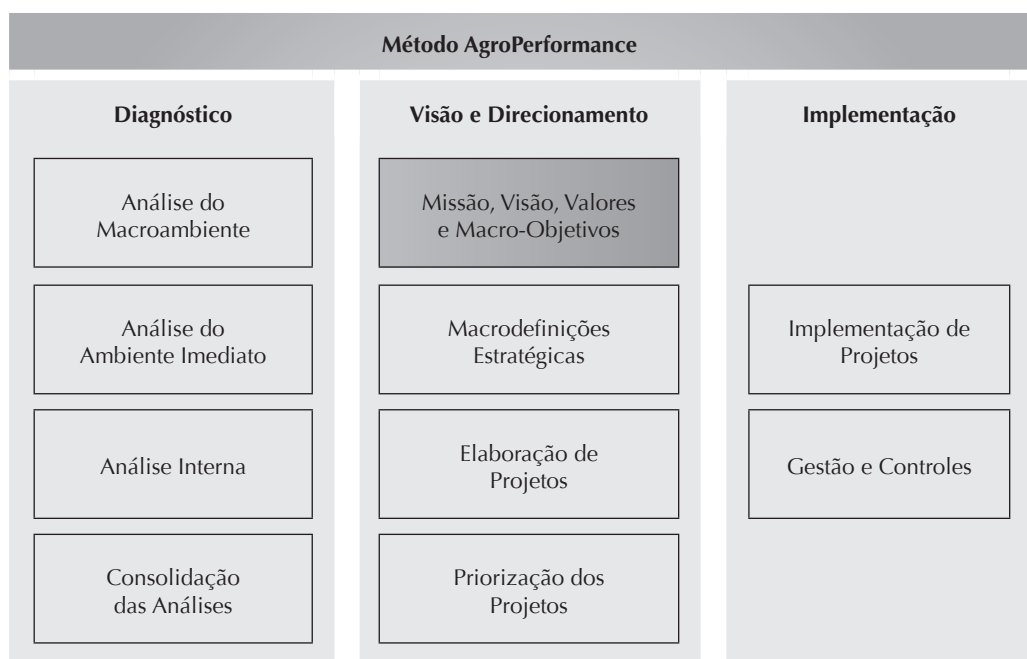 Método AgroPerformance
Diagnóstico
Análise do
Macroambiente
Análise do
Ambiente Imediato
Análise Interna
Consolidação
das Análises
Visão e Direcionamento
Missão, Visão, Valores
e Macro-Objetivos
Macrodefinições
Estratégicas
Elaboração de
Projetos
Priorização dos
Projetos
Implementação
Implementação de
Projetos
Gestão e Controles